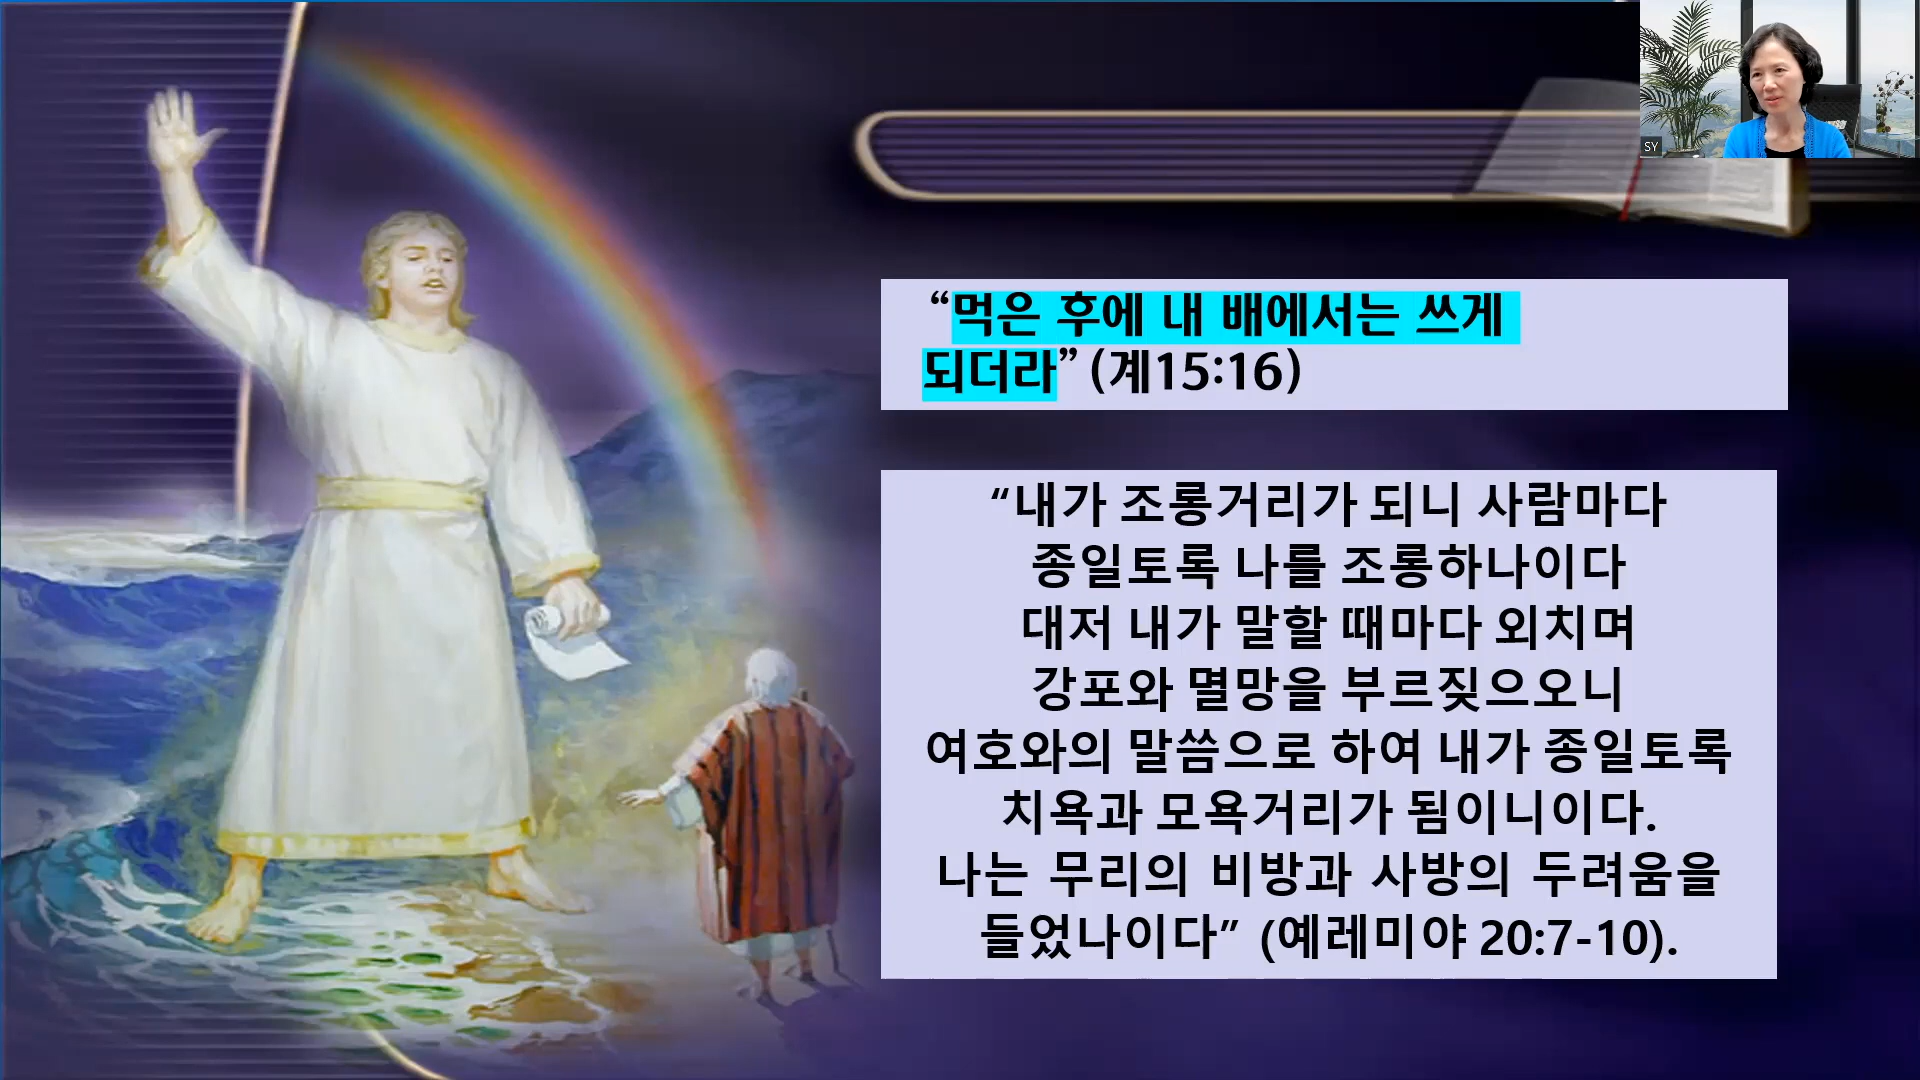 SY
“먹은 후에 내 배에서는 쓰게
되더라” (계15:16)
“내가 조롱거리가 되니 사람마다
종일토록 나를 조롱하나이다
대저 내가 말할 때마다 외치며
강포와 멸망을 부르짖으오니
여호와의 말씀으로 하여 내가 종일토록
치욕과 모욕거리가 됨이니이다.
나는 무리의 비방과 사방의 두려움을
들었나이다” (예레미야 20:7-10).